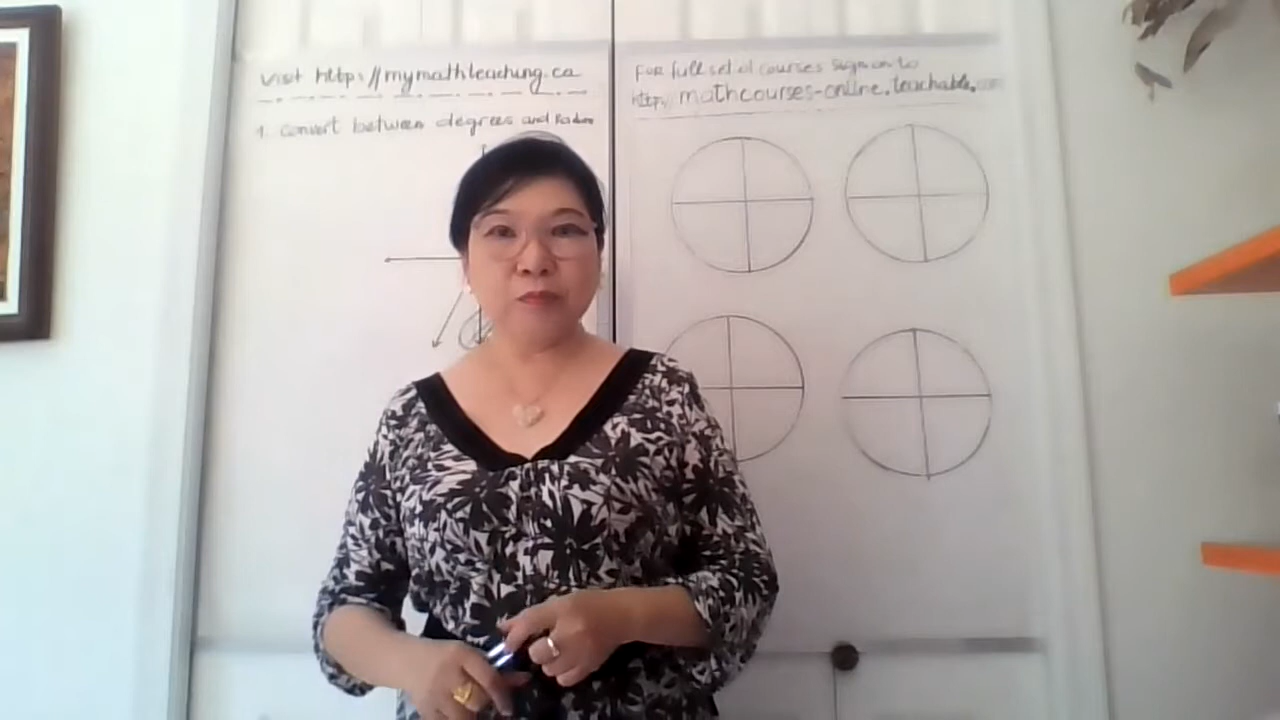 Visit http://mymathteaching.ca
1. Convert between degrees and Radian
For full set of courses sign on to
http: mathcourses-online.teachable.com